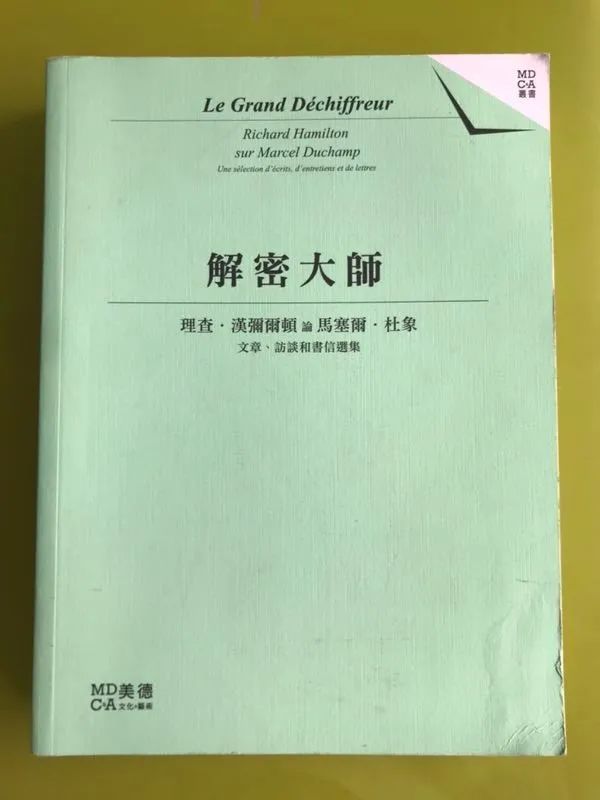 MD
C&A
叢書
Le Grand Déchiffreur
Richard Hamilton
sur Marcel Duchamp
Une sélection d'écrits, d'entretiens et de lettres
解密大師
理查·漢彌爾頓 論 馬塞爾·杜象
文章、訪談和書信選集
MD美德
C&A文化&藝術